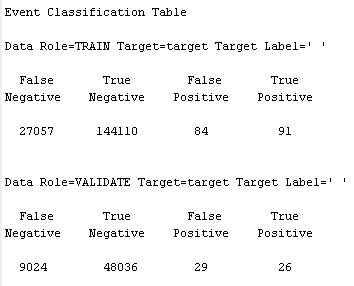 Event Classification Table
Data Role=TRAIN Target=target Target Label=' '
False True False True
Negative Negative Positive Positive
27057 144110 84 91
Data Role=VALIDATE Target=target Target Label=' '
False True False True
Negative Negative Positive Positive
9024 48036 29 26